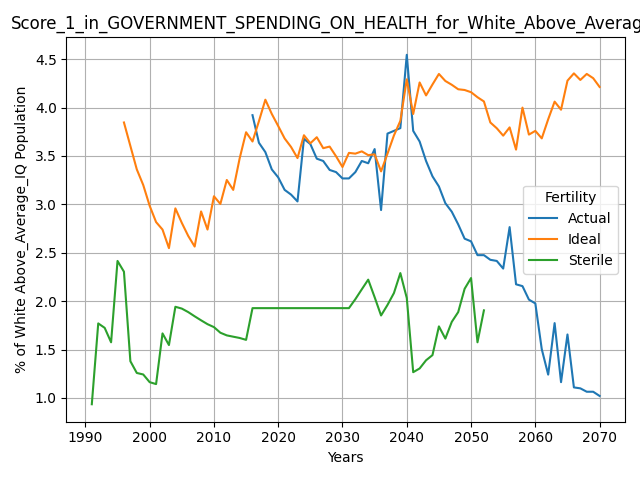 Score_1_in_GOVERNMENT_SPENDING_ON_HEALTH_for_White_Above_Averag
4.5
4.0
3.5
3.0
2.5
2.0
1.5
1.0
% of White Above_Average_IQ Population
Fertility
Actual
Ideal
Sterile
1990 2000 2010 2020 2030 2040 2050 2060 2070
Years